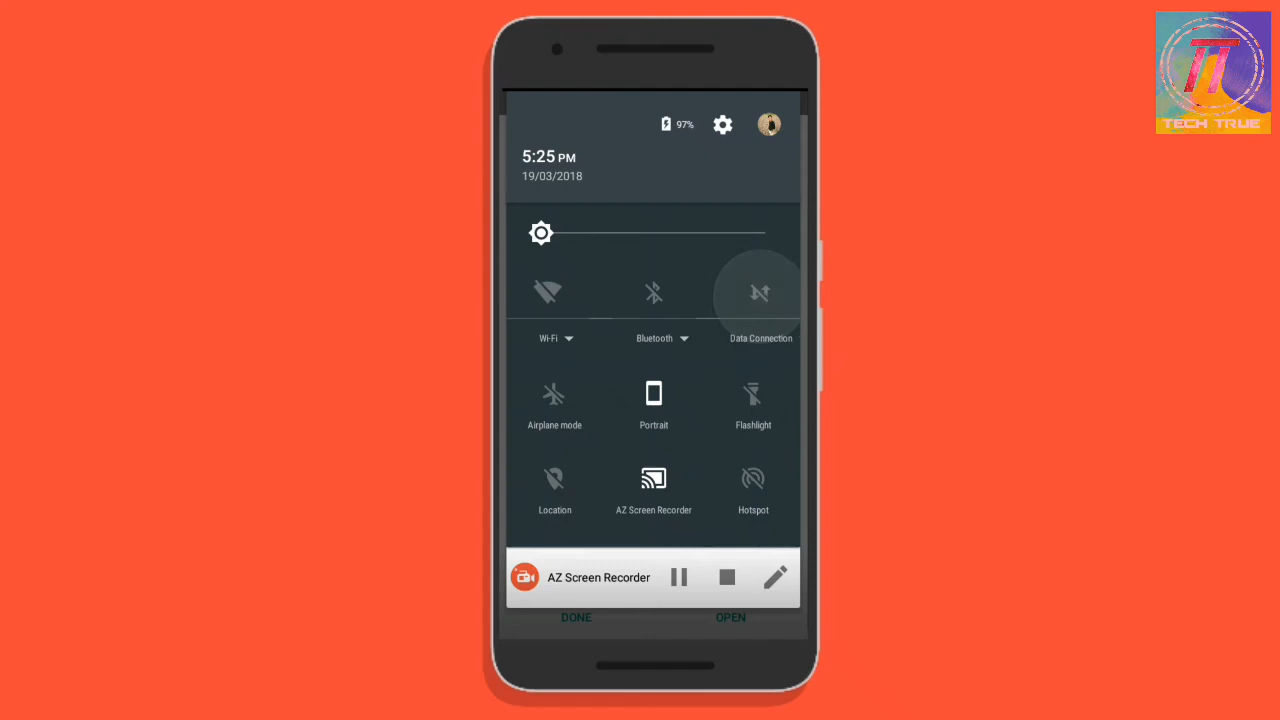 TECH TRUE
97%
5:25 PM
19/03/2018
Wi-Fi
Bluetooth
Data Connection
Airplane mode
Portrait
Flashlight
Location
AZ Screen Recorder
Hotspot
AZ Screen Recorder
DONE
OPEN